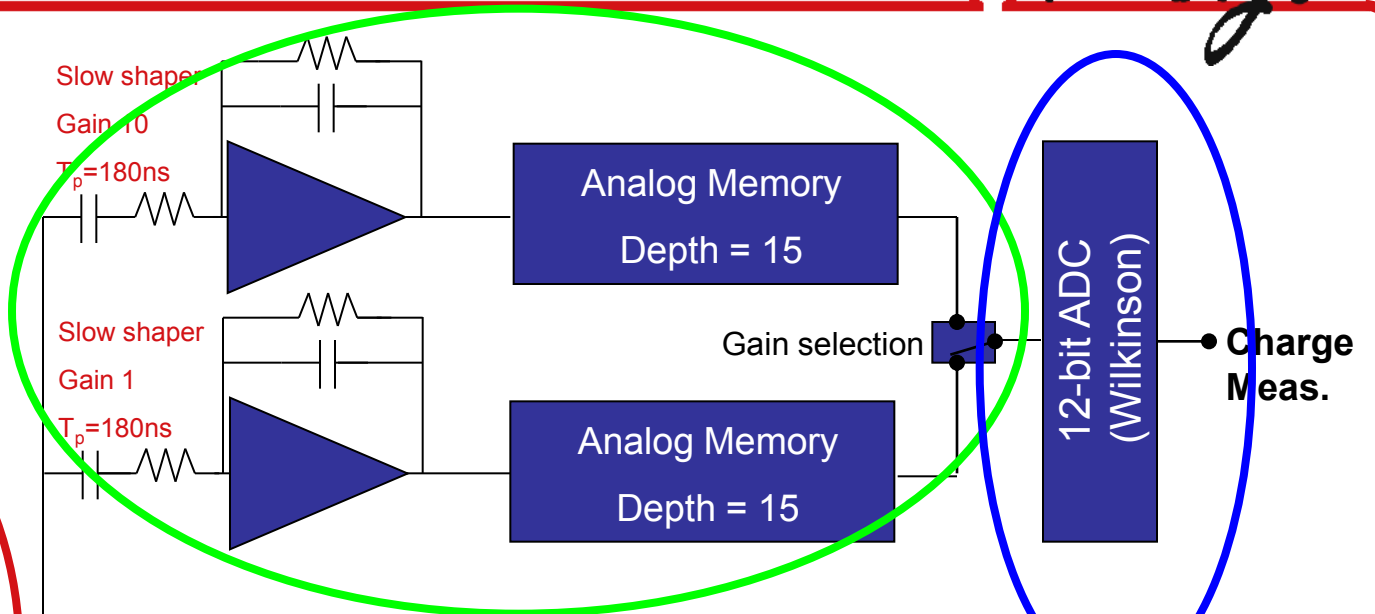 Slow shaper
Gain 10
Tp=180ns
Analog Memory
Depth = 15
Slow shaper
Gain 1
Tp=180ns
Gain selection
Analog Memory
Depth = 15
12-bit ADC
(Wilkinson)
Charge
Meas.